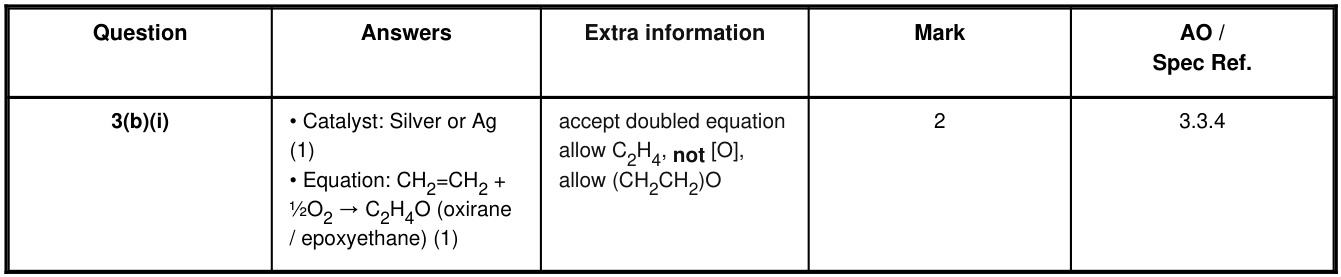 Question Answers Extra information Mark AO /
Spec Ref.
3(b)(i)
• Catalyst: Silver or Ag
(1)
• Equation: CH₂=CH₂ +
½O₂ → C₂H₄O (oxirane
/ epoxyethane) (1)
accept doubled equation
allow C₂H₄, not [O],
allow (CH₂CH₂)O
2
3.3.4